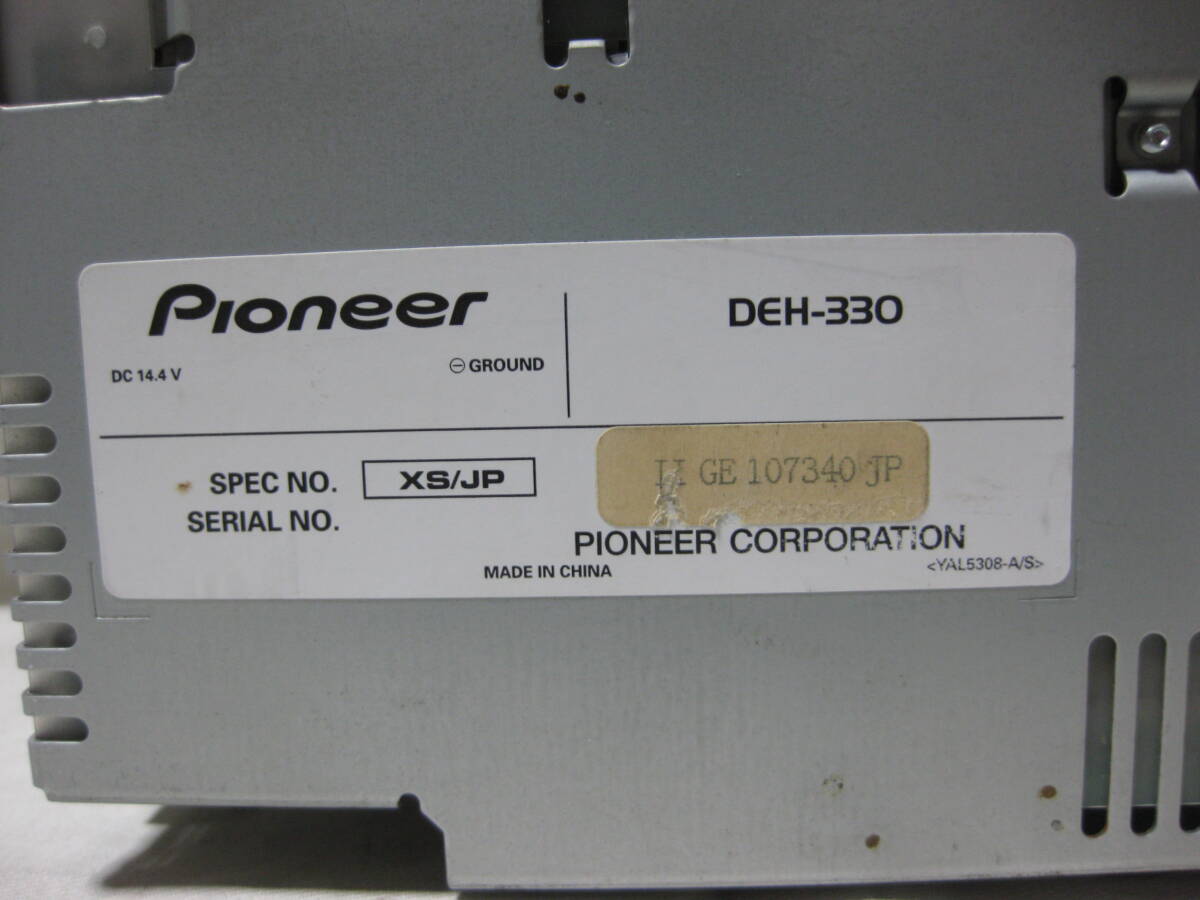 Pioneer
DEH-330
DC 14.4 V
⊖ GROUND
SPEC NO. XS/JP
GE 107340 JP
SERIAL NO.
PIONEER CORPORATION
MADE IN CHINA
<YAL5308-A/S>